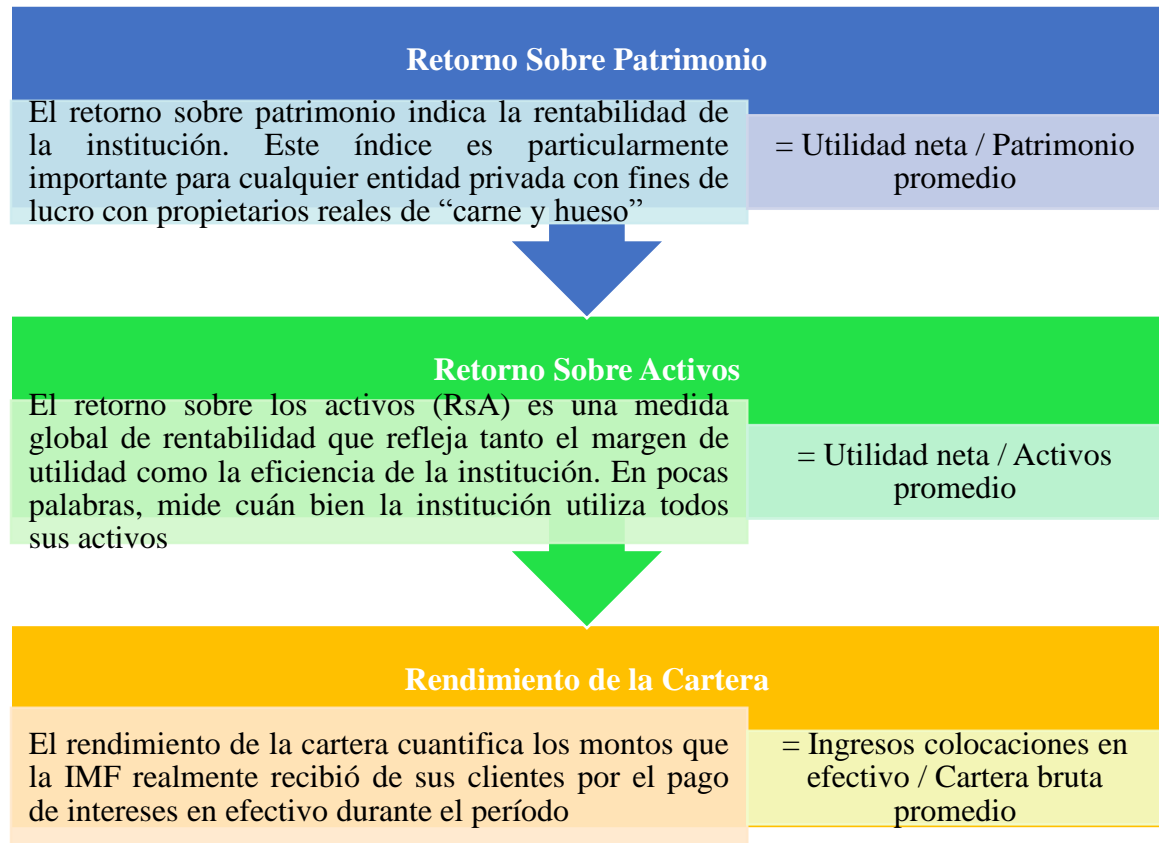 Retorno Sobre Patrimonio
El retorno sobre patrimonio indica la rentabilidad de
la institución. Este índice es particularmente
importante para cualquier entidad privada con fines de
lucro con propietarios reales de “carne y hueso”
= Utilidad neta / Patrimonio
promedio
Retorno Sobre Activos
El retorno sobre los activos (RsA) es una medida
global de rentabilidad que refleja tanto el margen de
utilidad como la eficiencia de la institución. En pocas
palabras, mide cuán bien la institución utiliza todos
sus activos
= Utilidad neta / Activos
promedio
Rendimiento de la Cartera
El rendimiento de la cartera cuantifica los montos que
la IMF realmente recibió de sus clientes por el pago
de intereses en efectivo durante el período
= Ingresos colocaciones en
efectivo / Cartera bruta
promedio